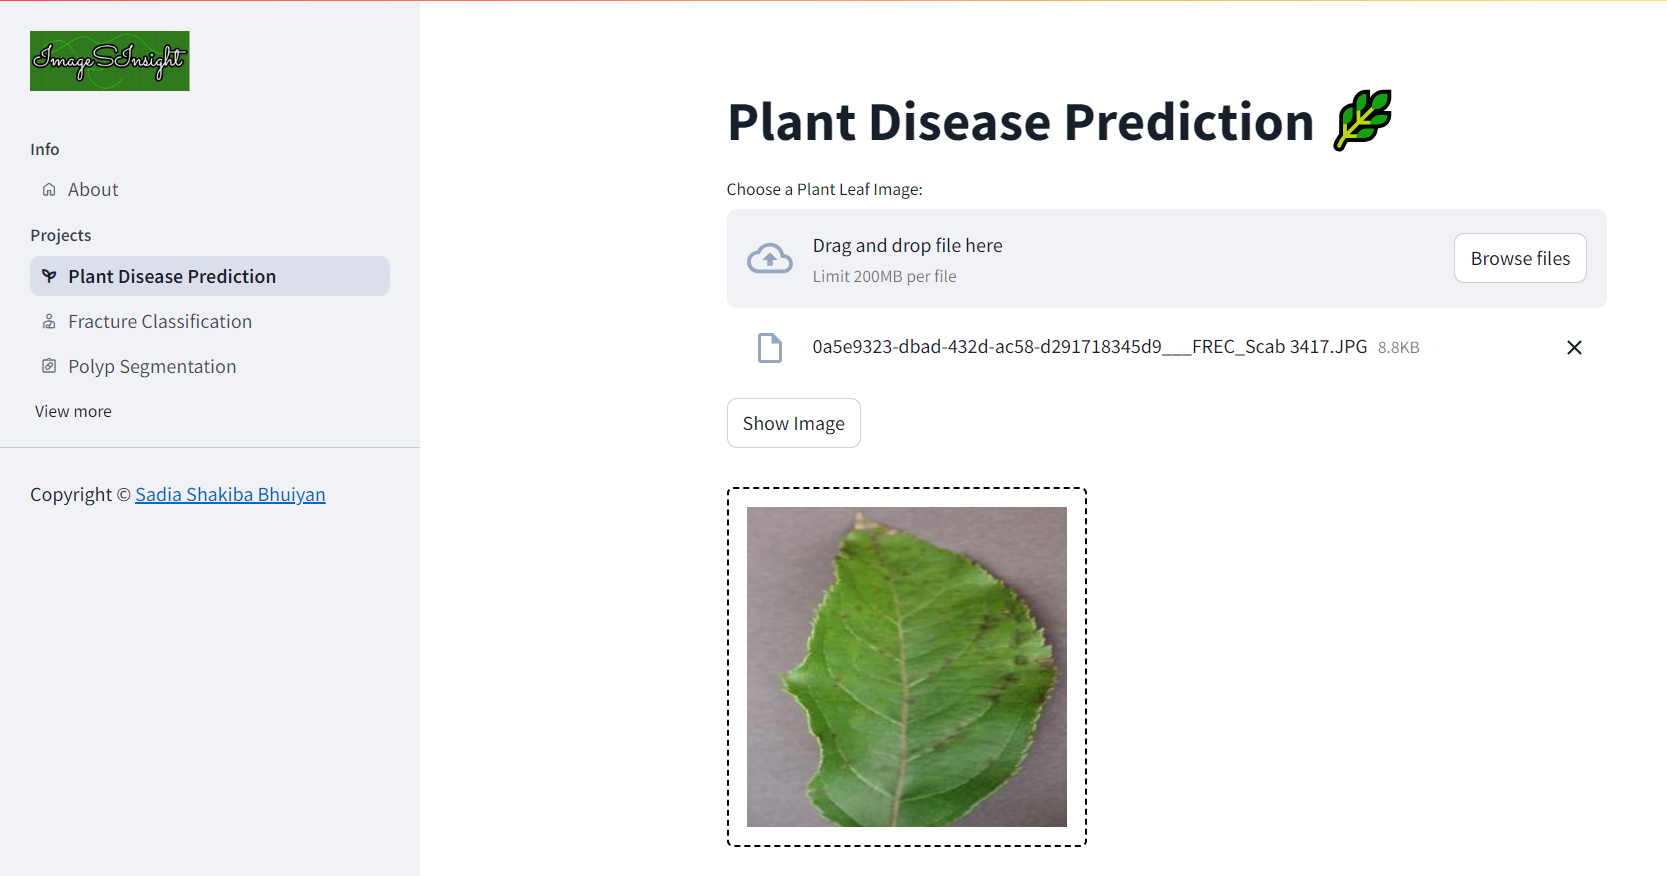 ImageSInsight
Info
About
Projects
Plant Disease Prediction
Fracture Classification
Polyp Segmentation
View more
Copyright © Sadia Shakiba Bhuiyan
Plant Disease Prediction
Choose a Plant Leaf Image:
Drag and drop file here
Limit 200MB per file
Browse files
0a5e9323-dbad-432d-ac58-d291718345d9___FREC_Scab 3417.JPG 8.8KB
Show Image